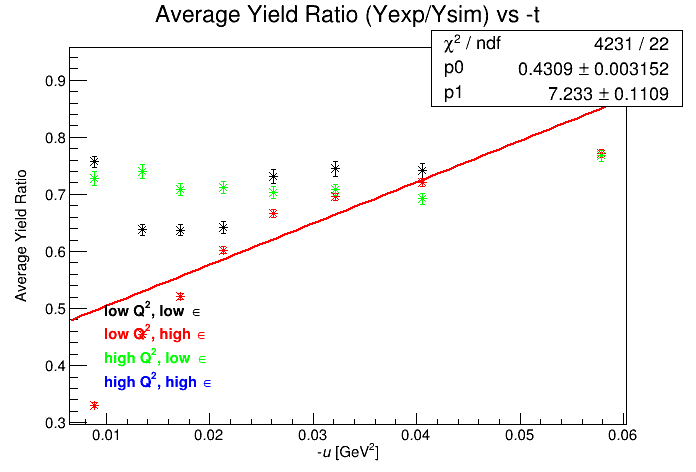 Average Yield Ratio (Yexp/Ysim) vs -t
χ² / ndf 4231 / 22
p0 0.4309 ± 0.003152
p1 7.233 ± 0.1109
Average Yield Ratio
0.9
0.8
0.7
0.6
0.5
0.4
0.3
low Q², low ∈
low Q², high ∈
high Q², low ∈
high Q², high ∈
0.01 0.02 0.03 0.04 0.05 0.06
-u [GeV²]